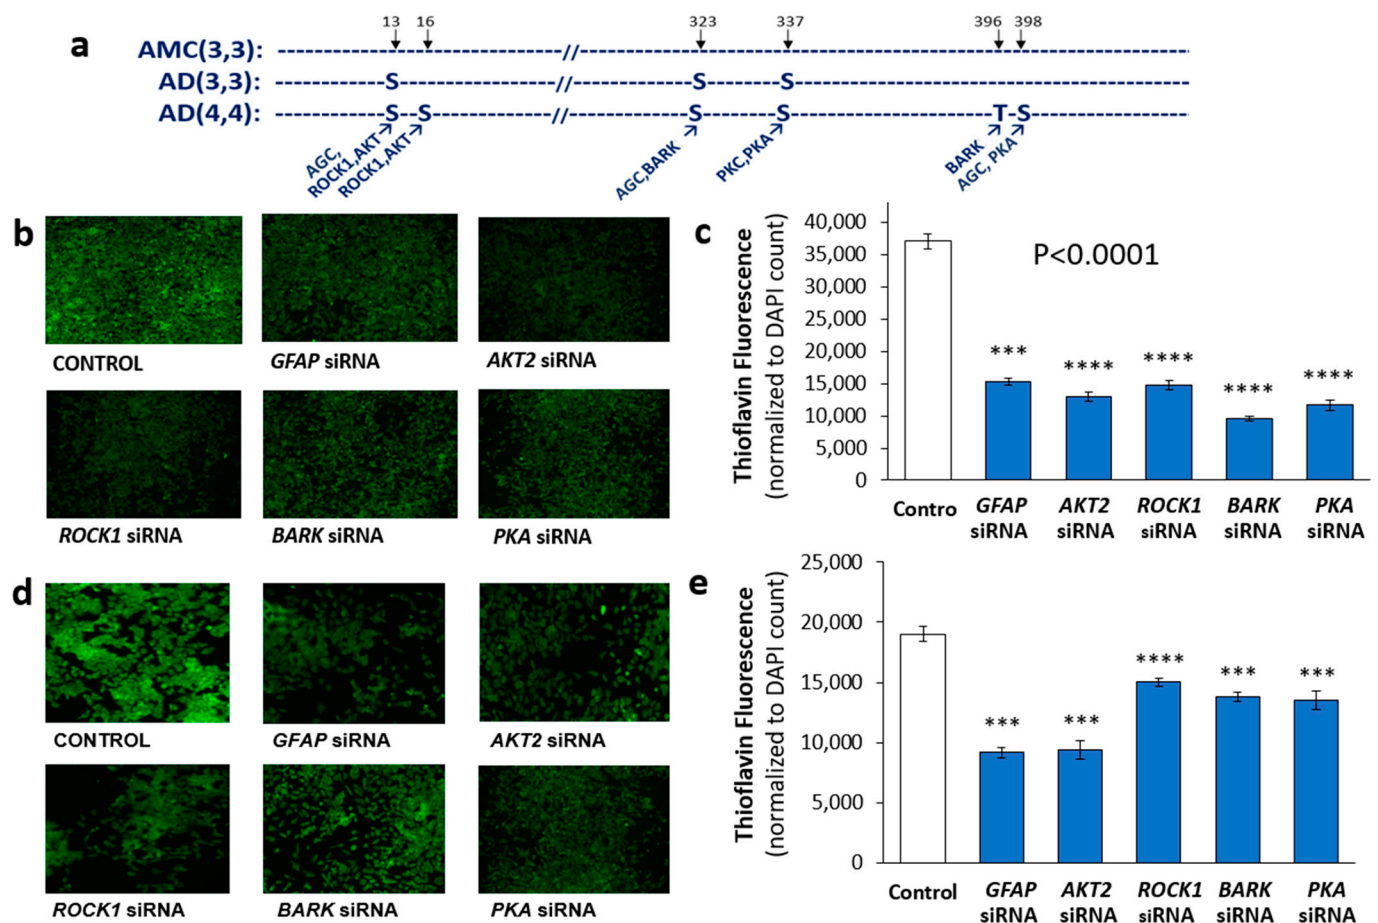 a
13 16 323 337 396 398
AMC(3,3): --//--
AD(3,3): --S--//--S--S--
AD(4,4): --S--S--//--S--S--T-S--
AGC,
ROCK1,AKT
ROCK1,AKT
AGC,BARK
PKC,PKA
BARK
AGC, PKA
b
CONTROL
GFAP siRNA
AKT2 siRNA
ROCK1 siRNA
BARK siRNA
PKA siRNA
c
Thioflavin Fluorescence
(normalized to DAPI count)
40,000
35,000
30,000
25,000
20,000
15,000
10,000
5,000
0
P<0.0001
***
****
****
****
****
Contro
GFAP
siRNA
AKT2
siRNA
ROCK1
siRNA
BARK
siRNA
PKA
siRNA
d
CONTROL
GFAP siRNA
AKT2 siRNA
ROCK1 siRNA
BARK siRNA
PKA siRNA
e
Thioflavin Fluorescence
(normalized to DAPI count)
25,000
20,000
15,000
10,000
5,000
0
***
***
****
***
***
Control
GFAP
siRNA
AKT2
siRNA
ROCK1
siRNA
BARK
siRNA
PKA
siRNA